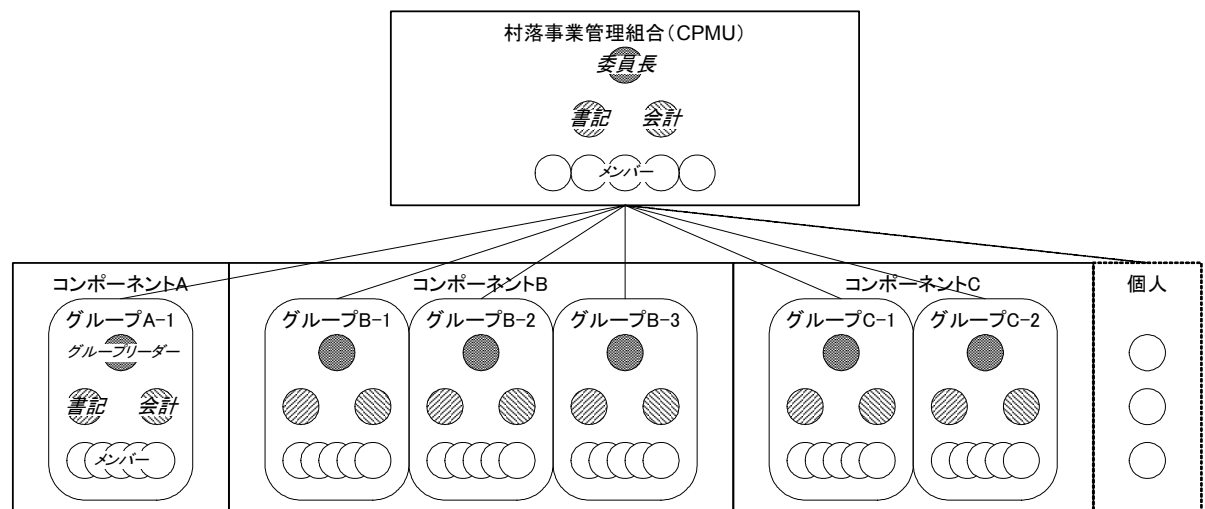 村落事業管理組合（CPMU）
委員長
書記 会計
メンバー
コンポーネントA コンポーネントB コンポーネントC 個人
グループA-1 グループB-1 グループB-2 グループB-3 グループC-1 グループC-2
グループリーダー
書記 会計
メンバー